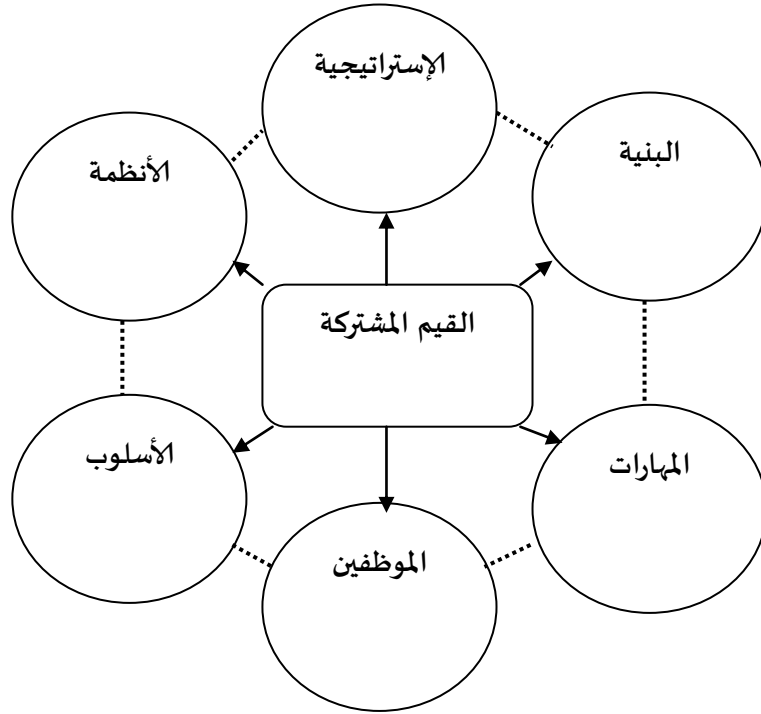 الإستراتيجية
البنية
الأنظمة
القيم المشتركة
المهارات
الأسلوب
الموظفين